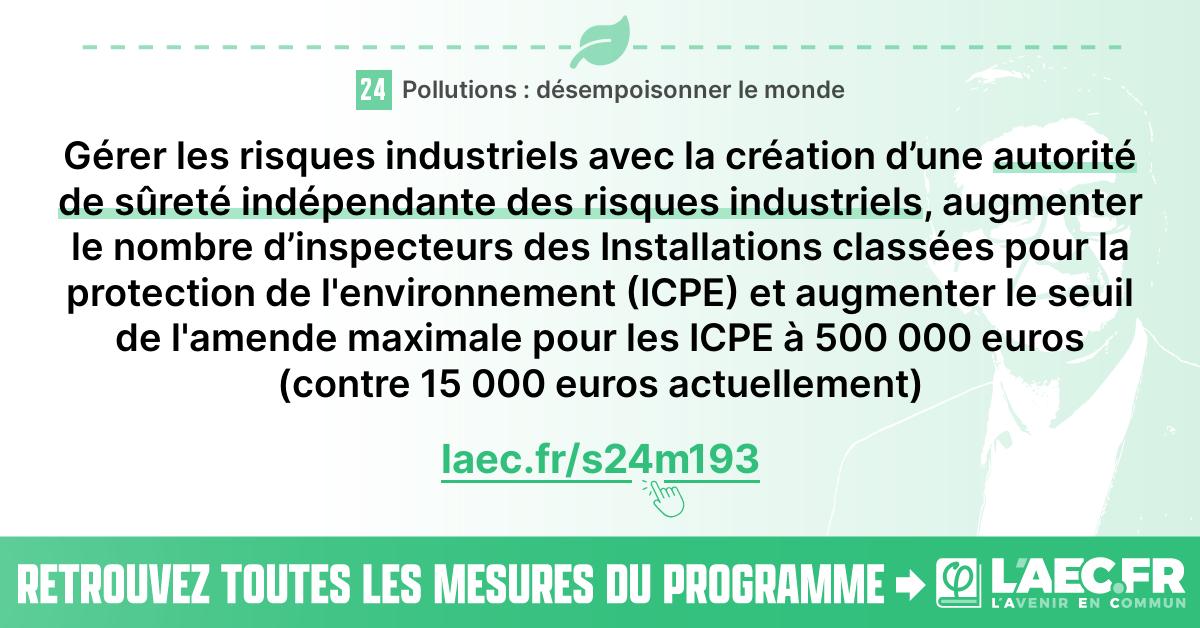 24 Pollutions : désempoisonner le monde
Gérer les risques industriels avec la création d’une autorité
de sûreté indépendante des risques industriels, augmenter
le nombre d’inspecteurs des Installations classées pour la
protection de l'environnement (ICPE) et augmenter le seuil
de l'amende maximale pour les ICPE à 500 000 euros
(contre 15 000 euros actuellement)
laec.fr/s24m193
RETROUVEZ TOUTES LES MESURES DU PROGRAMME φ L'AEC.FR
L'AVENIR EN COMMUN